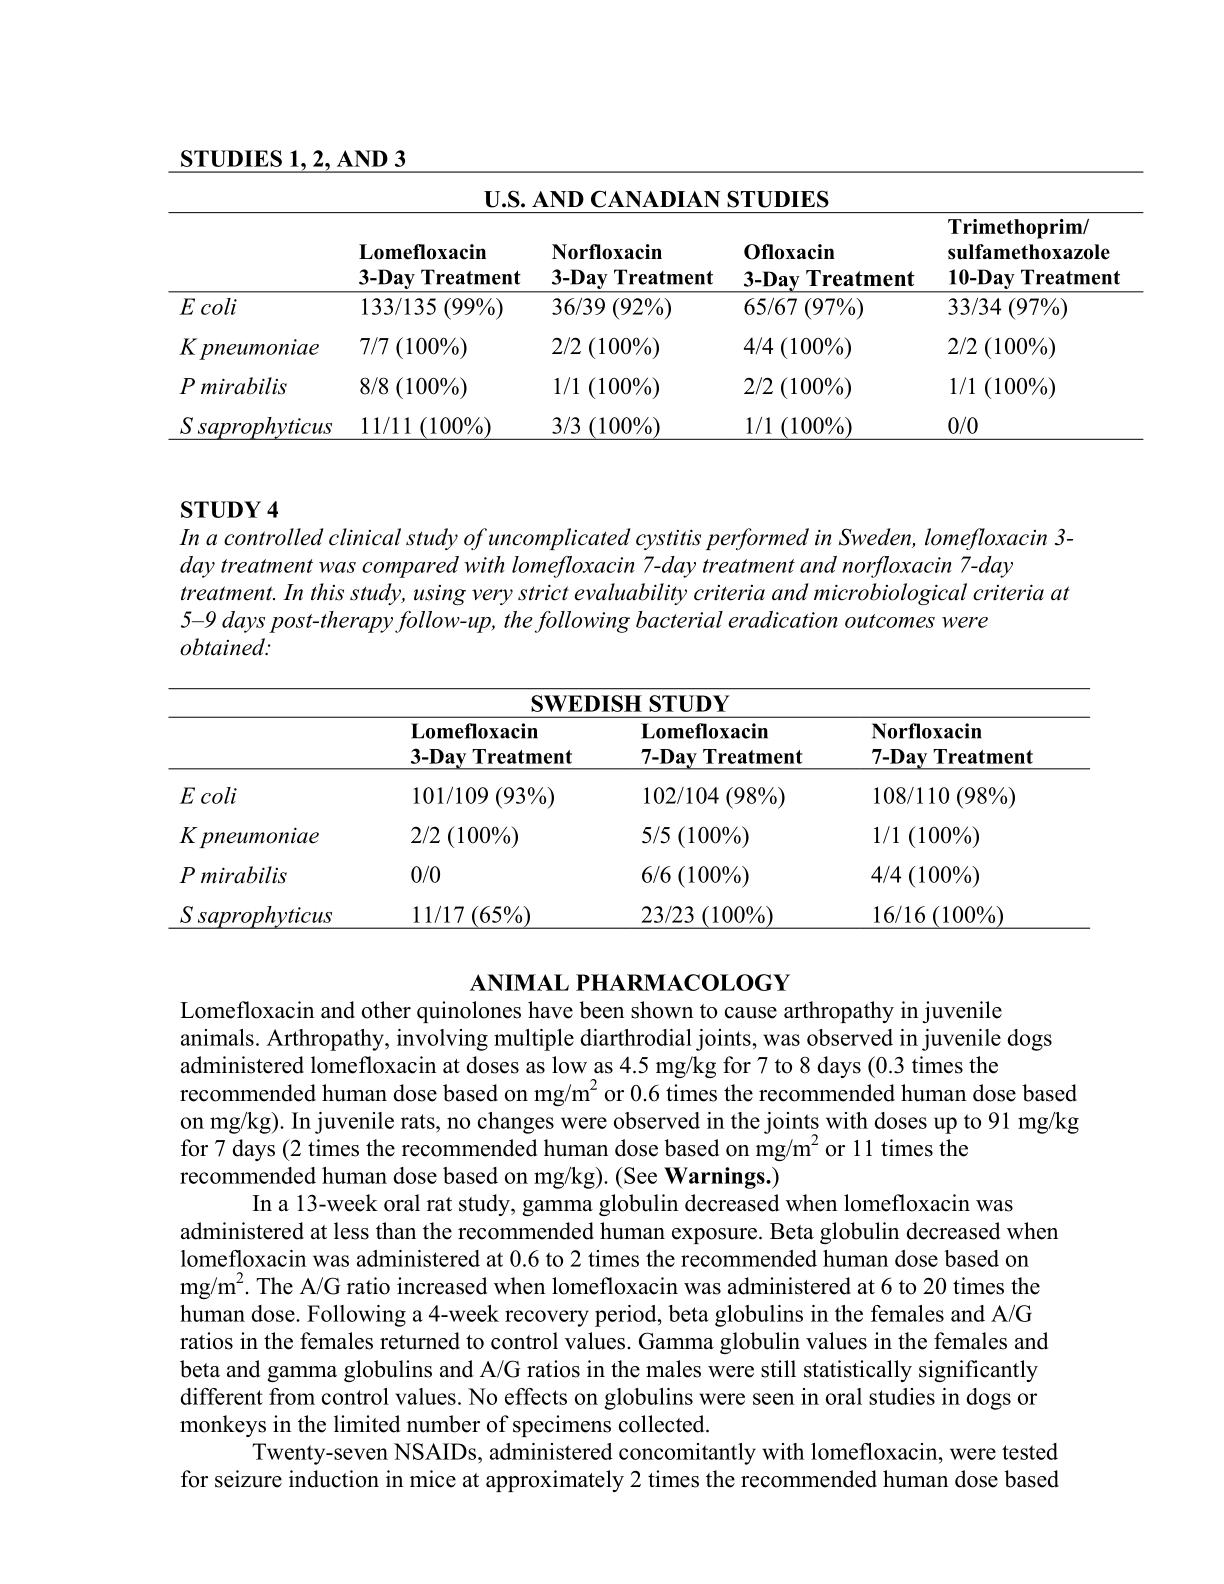 STUDIES 1, 2, AND 3
U.S. AND CANADIAN STUDIES
Lomefloxacin 3-Day Treatment Norfloxacin 3-Day Treatment Ofloxacin 3-Day Treatment Trimethoprim/ sulfamethoxazole 10-Day Treatment
E coli 133/135 (99%) 36/39 (92%) 65/67 (97%) 33/34 (97%)
K pneumoniae 7/7 (100%) 2/2 (100%) 4/4 (100%) 2/2 (100%)
P mirabilis 8/8 (100%) 1/1 (100%) 2/2 (100%) 1/1 (100%)
S saprophyticus 11/11 (100%) 3/3 (100%) 1/1 (100%) 0/0
STUDY 4
In a controlled clinical study of uncomplicated cystitis performed in Sweden, lomefloxacin 3-
day treatment was compared with lomefloxacin 7-day treatment and norfloxacin 7-day
treatment. In this study, using very strict evaluability criteria and microbiological criteria at
5–9 days post-therapy follow-up, the following bacterial eradication outcomes were
obtained:
SWEDISH STUDY
Lomefloxacin 3-Day Treatment Lomefloxacin 7-Day Treatment Norfloxacin 7-Day Treatment
E coli 101/109 (93%) 102/104 (98%) 108/110 (98%)
K pneumoniae 2/2 (100%) 5/5 (100%) 1/1 (100%)
P mirabilis 0/0 6/6 (100%) 4/4 (100%)
S saprophyticus 11/17 (65%) 23/23 (100%) 16/16 (100%)
ANIMAL PHARMACOLOGY
Lomefloxacin and other quinolones have been shown to cause arthropathy in juvenile
animals. Arthropathy, involving multiple diarthrodial joints, was observed in juvenile dogs
administered lomefloxacin at doses as low as 4.5 mg/kg for 7 to 8 days (0.3 times the
recommended human dose based on mg/m² or 0.6 times the recommended human dose based
on mg/kg). In juvenile rats, no changes were observed in the joints with doses up to 91 mg/kg
for 7 days (2 times the recommended human dose based on mg/m² or 11 times the
recommended human dose based on mg/kg). (See Warnings.)
In a 13-week oral rat study, gamma globulin decreased when lomefloxacin was
administered at less than the recommended human exposure. Beta globulin decreased when
lomefloxacin was administered at 0.6 to 2 times the recommended human dose based on
mg/m². The A/G ratio increased when lomefloxacin was administered at 6 to 20 times the
human dose. Following a 4-week recovery period, beta globulins in the females and A/G
ratios in the females returned to control values. Gamma globulin values in the females and
beta and gamma globulins and A/G ratios in the males were still statistically significantly
different from control values. No effects on globulins were seen in oral studies in dogs or
monkeys in the limited number of specimens collected.
Twenty-seven NSAIDs, administered concomitantly with lomefloxacin, were tested
for seizure induction in mice at approximately 2 times the recommended human dose based